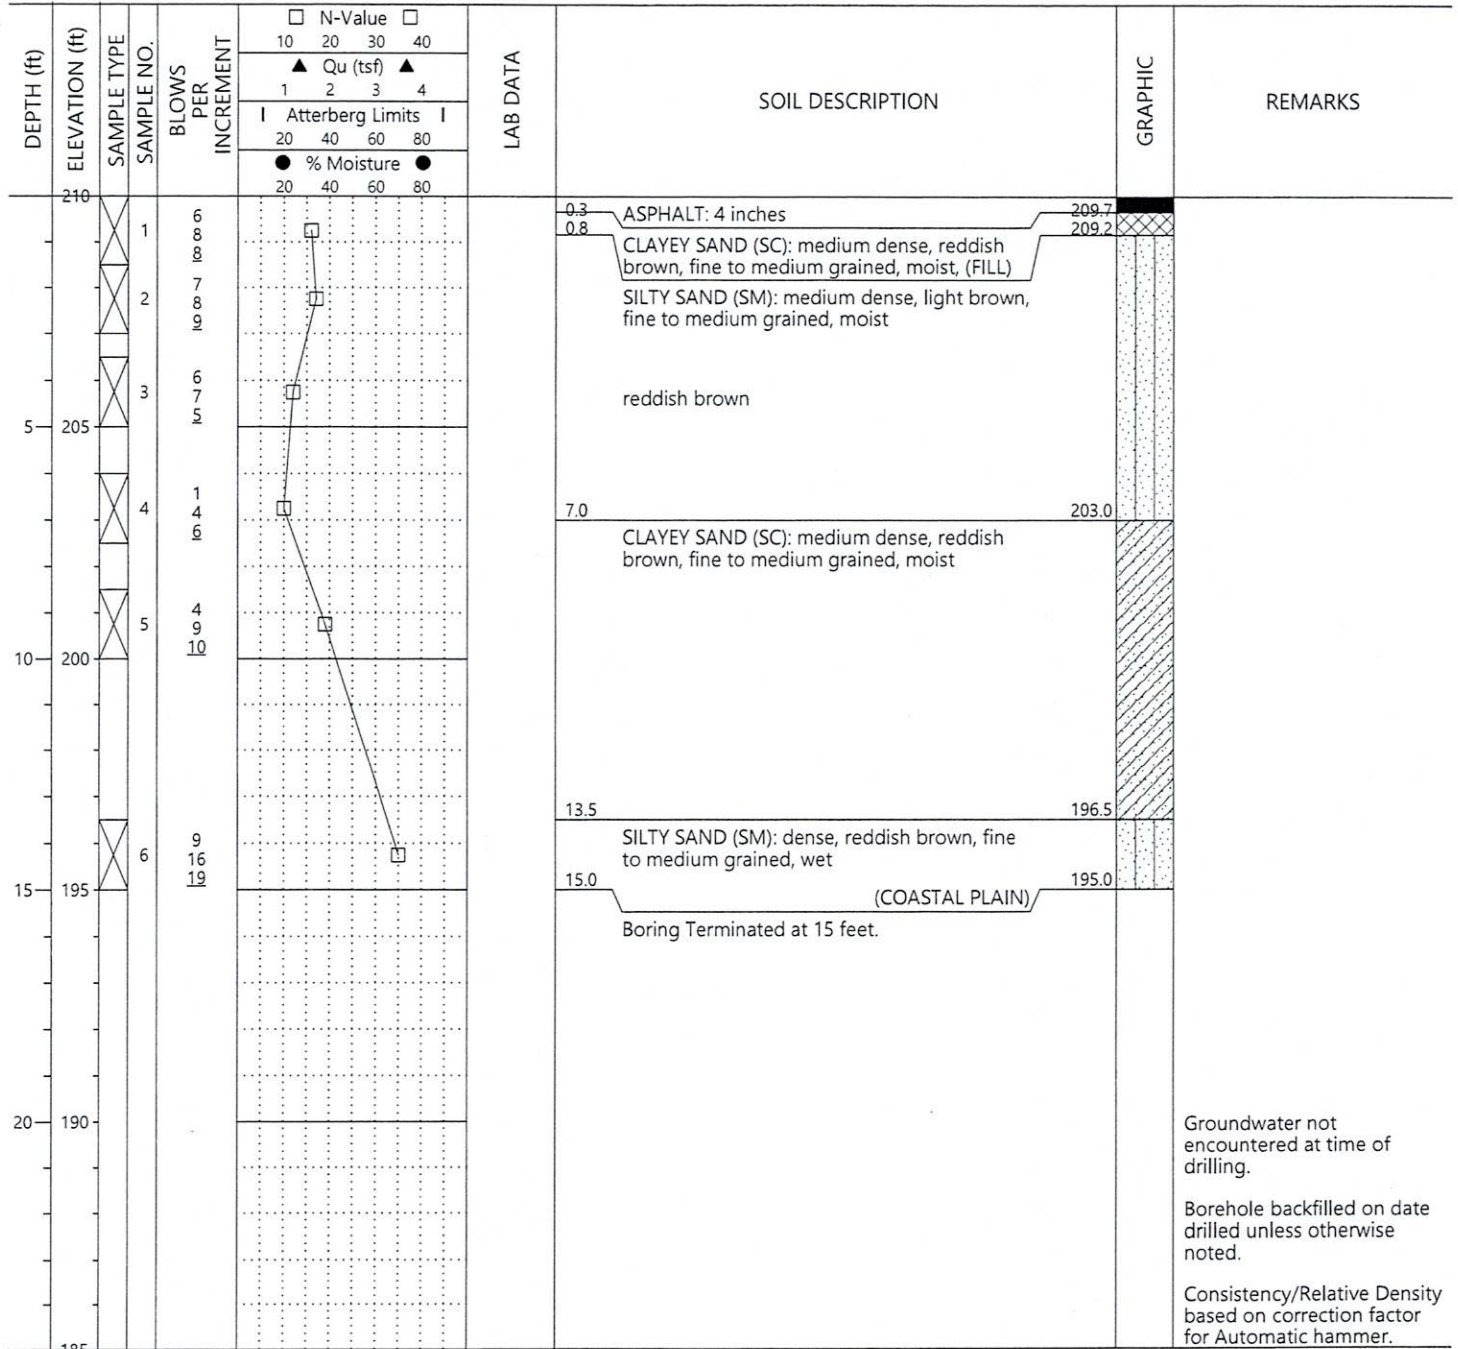 DEPTH (ft)
ELEVATION (ft)
SAMPLE TYPE
SAMPLE NO.
BLOWS
PER
INCREMENT
N-Value
10 20 30 40
Qu (tsf)
1 2 3 4
Atterberg Limits
20 40 60 80
% Moisture
20 40 60 80
LAB DATA
SOIL DESCRIPTION
GRAPHIC
REMARKS
210
1
6
8
8
0.3 ASPHALT: 4 inches 209.7
0.8 209.2
CLAYEY SAND (SC): medium dense, reddish
brown, fine to medium grained, moist, (FILL)
2
7
8
9
SILTY SAND (SM): medium dense, light brown,
fine to medium grained, moist
3
6
7
5
reddish brown
5 205
4
1
4
6
7.0 203.0
CLAYEY SAND (SC): medium dense, reddish
brown, fine to medium grained, moist
5
4
9
10
10 200
13.5 196.5
6
9
16
19
SILTY SAND (SM): dense, reddish brown, fine
to medium grained, wet
15 195
15.0 195.0
(COASTAL PLAIN)
Boring Terminated at 15 feet.
20 190
Groundwater not
encountered at time of
drilling.
Borehole backfilled on date
drilled unless otherwise
noted.
Consistency/Relative Density
based on correction factor
for Automatic hammer.
185